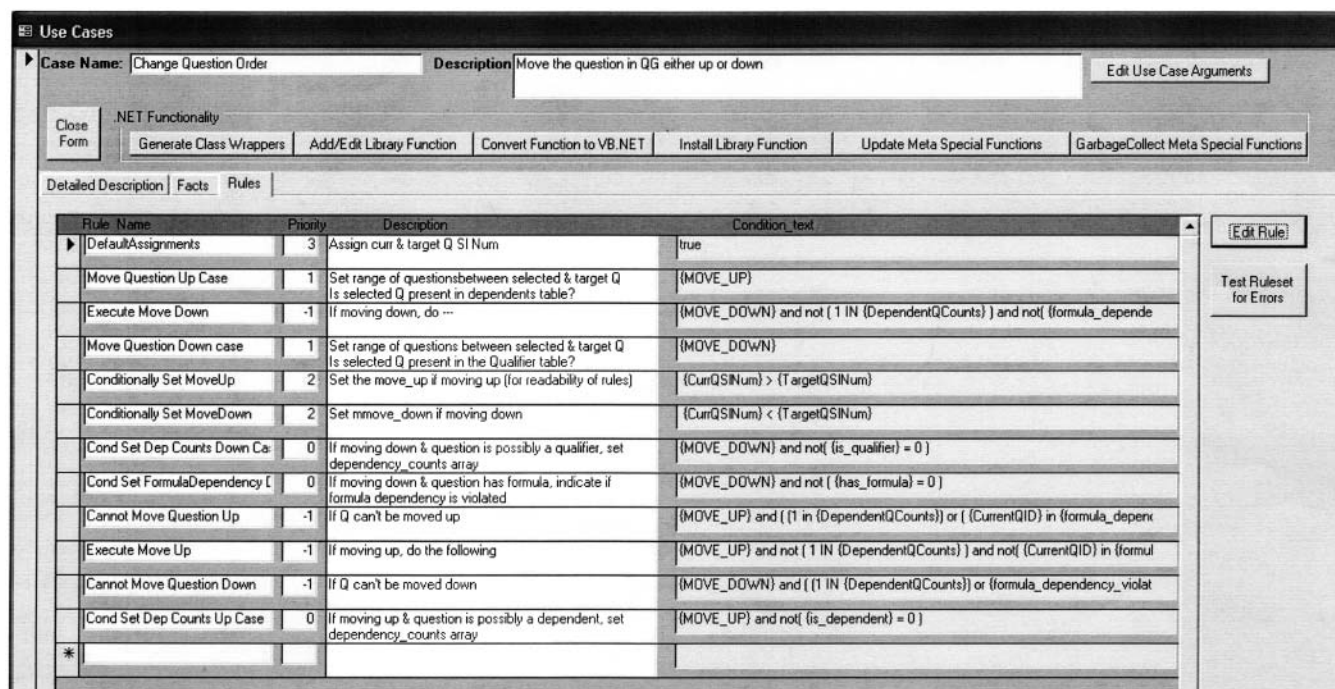 Use Cases
Case Name: Change Question Order Description Move the question in QG either up or down Edit Use Case Arguments
Close Form
.NET Functionality
Generate Class Wrappers Add/Edit Library Function Convert Function to VB.NET Install Library Function Update Meta Special Functions GarbageCollect Meta Special Functions
Detailed Description Facts Rules
Rule Name Priority Description Condition_text
DefaultAssignments 3 Assign curr & target Q SI Num true
Edit Rule
Move Question Up Case 1 Set range of questionsbetween selected & target Q {MOVE_UP}
Is selected Q present in dependents table?
Test Ruleset
for Errors
Execute Move Down -1 If moving down, do --- {MOVE_DOWN} and not ( 1 IN {DependentQCounts} ) and not( {formula_depende
Move Question Down case 1 Set range of questions between selected & target Q {MOVE_DOWN}
Is selected Q present in the Qualifier table?
Conditionally Set MoveUp 2 Set the move_up if moving up (for readability of rules) {CurrQSINum} > {TargetQSINum}
Conditionally Set MoveDown 2 Set mmove_down if moving down {CurrQSINum} < {TargetQSINum}
Cond Set Dep Counts Down Ca: 0 If moving down & question is possibly a qualifier, set {MOVE_DOWN} and not( {is_qualifier} = 0 )
dependency_counts array
Cond Set FormulaDependency D 0 If moving down & question has formula, indicate if {MOVE_DOWN} and not ( {has_formula} = 0 )
formula dependency is violated
Cannot Move Question Up -1 If Q can't be moved up {MOVE_UP} and ( (1 in {DependentQCounts}) or ( {CurrentQID} in {formula_depen
Execute Move Up -1 If moving up, do the following {MOVE_UP} and not ( 1 IN {DependentQCounts} ) and not( {CurrentQID} in {formul
Cannot Move Question Down -1 If Q can't be moved down {MOVE_DOWN} and ( (1 IN {DependentQCounts}) or {formula_dependency_violat
Cond Set Dep Counts Up Case 0 If moving up & question is possibly a dependent, set {MOVE_UP} and not( {is_dependent} = 0 )
dependency_counts array